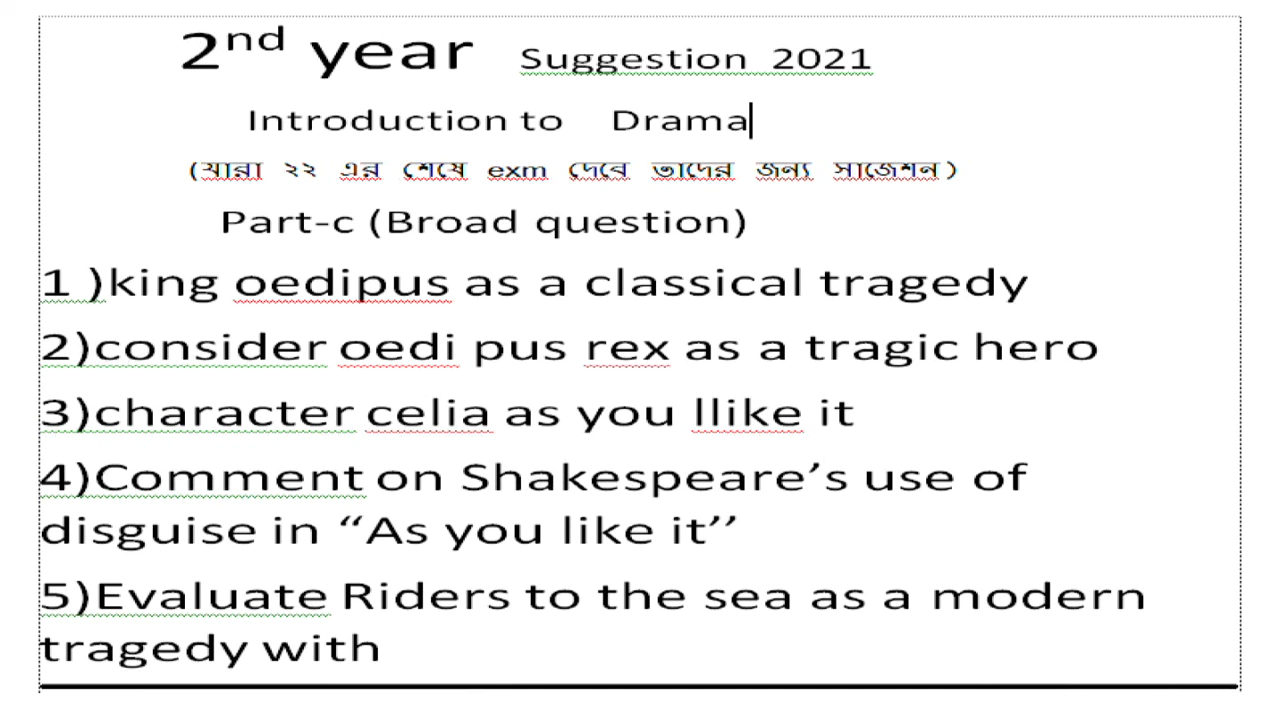 2nd year Suggestion 2021
Introduction to Drama
(যারা ২২ এর শেষে exm দেবে তাদের জন্য সাজেশন)
Part-c (Broad question)
1 )king oedipus as a classical tragedy
2)consider oedi pus rex as a tragic hero
3)character celia as you llike it
4)Comment on Shakespeare’s use of
disguise in “As you like it’’
5)Evaluate Riders to the sea as a modern
tragedy with